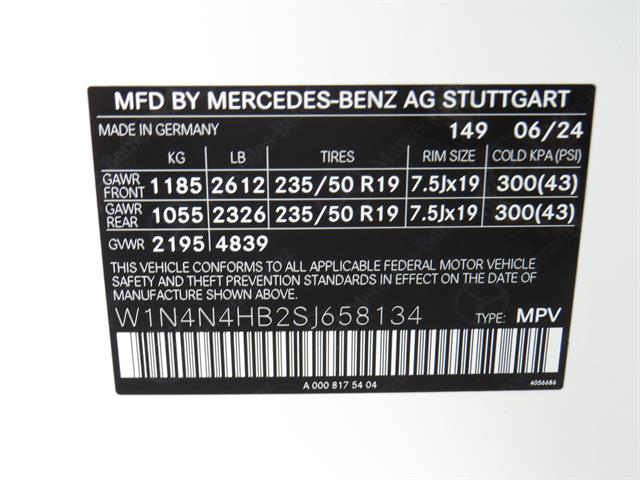 MFD BY MERCEDES-BENZ AG STUTTGART
MADE IN GERMANY 149 06/24
KG LB TIRES RIM SIZE COLD KPA (PSI)
GAWR FRONT 1185 2612 235/50 R19 7.5Jx19 300(43)
GAWR REAR 1055 2326 235/50 R19 7.5Jx19 300(43)
GVWR 2195 4839
THIS VEHICLE CONFORMS TO ALL APPLICABLE FEDERAL MOTOR VEHICLE
SAFETY AND THEFT PREVENTION STANDARDS IN EFFECT ON THE DATE
OF MANUFACTURE SHOWN ABOVE.
W1N4N4HB2SJ658134 TYPE: MPV
A 000 817 54 04 4056686